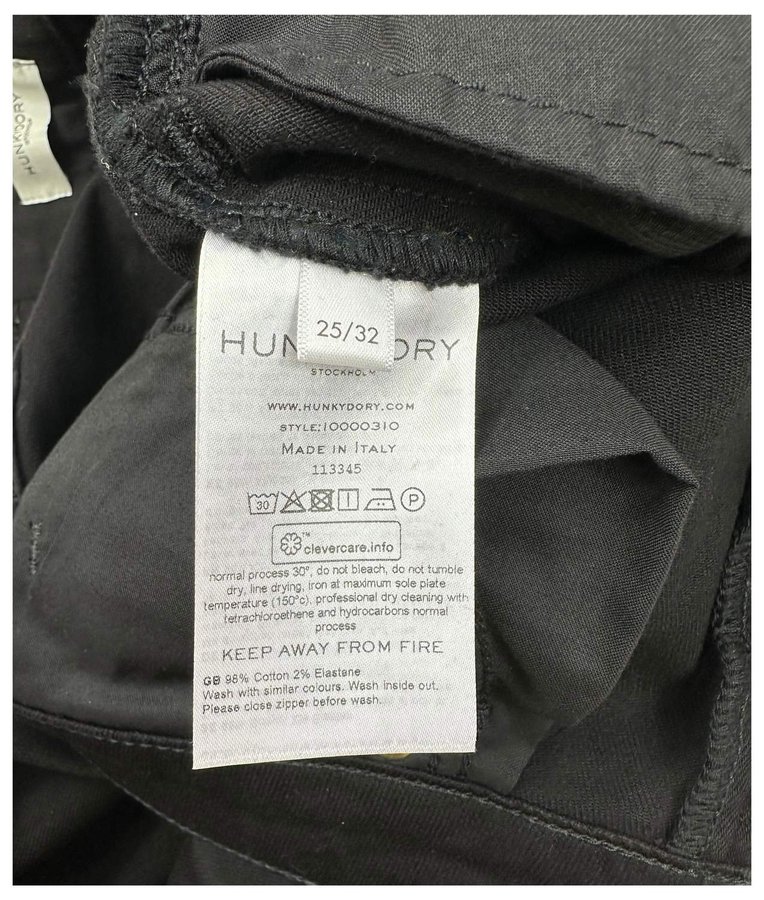 HUNKYDORY
25/32
HUN DORY
STOCKHOLM
WWW.HUNKYDORY.COM
STYLE:10000310
MADE IN ITALY
113345
30 P
clevercare.info
TM
normal process 30°, do not bleach, do not tumble
dry, line drying, iron at maximum sole plate
temperature (150°c), professional dry cleaning with
tetrachloroethene and hydrocarbons normal
process
KEEP AWAY FROM FIRE
GB 98% Cotton 2% Elastane
Wash with similar colours. Wash inside out.
Please close zipper before wash.